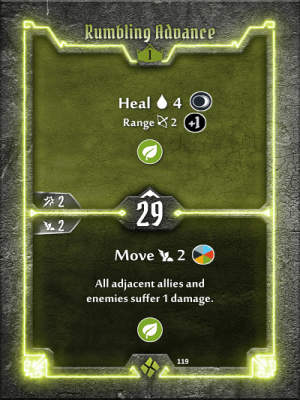 Rumbling Advance
1
Heal 4
Range 2 +1
2
29
2
Move 2
All adjacent allies and
enemies suffer 1 damage.
119